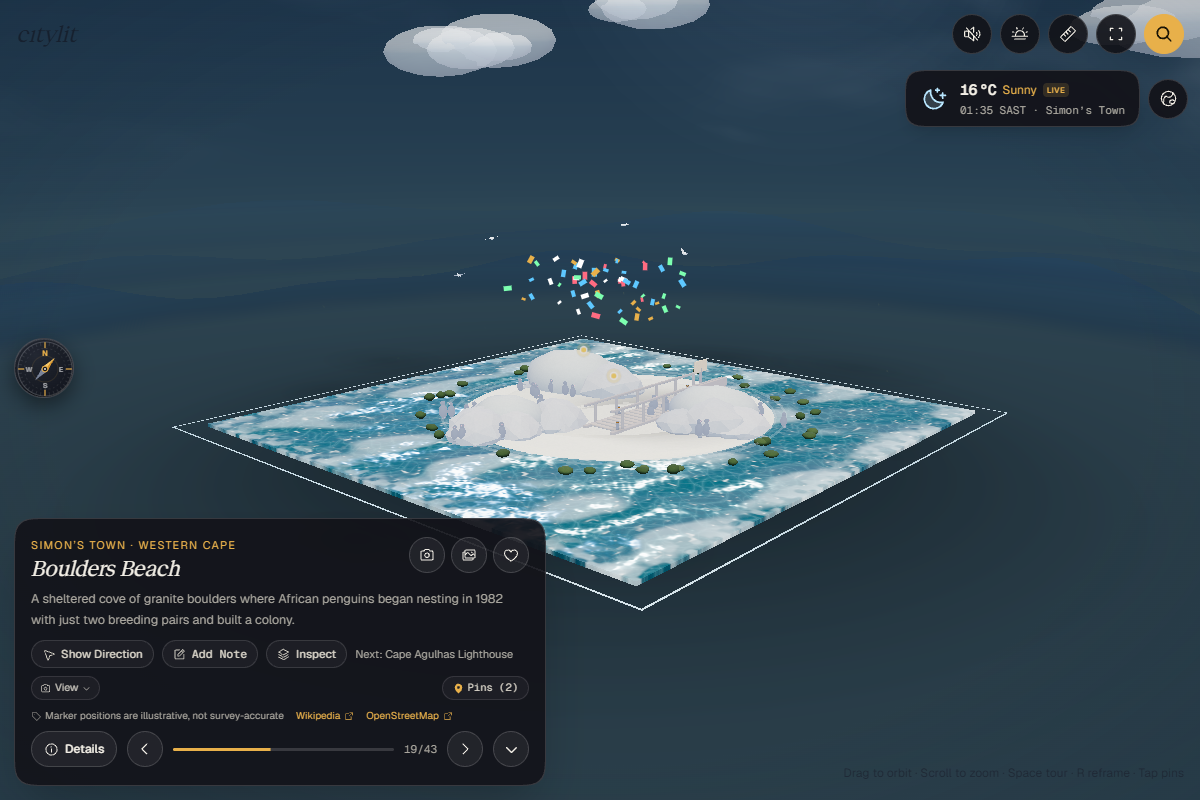 cıtylit
16°C Sunny LIVE
01:35 SAST · Simon's Town
N
W E
S
SIMON'S TOWN · WESTERN CAPE
Boulders Beach
A sheltered cove of granite boulders where African penguins began nesting in 1982
with just two breeding pairs and built a colony.
Show Direction Add Note Inspect Next: Cape Agulhas Lighthouse
View Pins (2)
Marker positions are illustrative, not survey-accurate Wikipedia OpenStreetMap
Details 19/43
Drag to orbit · Scroll to zoom · Space tour · R reframe · Tap pins